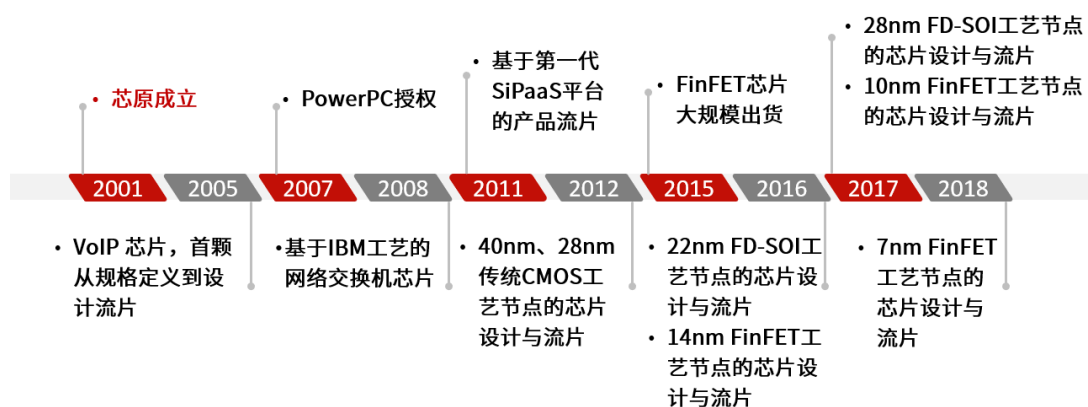 • 芯原成立
• PowerPC授权
• 基于第一代
SiPaaS平台
的产品流片
• FinFET芯片
大规模出货
• 28nm FD-SOI工艺节点
的芯片设计与流片
• 10nm FinFET工艺节点
的芯片设计与流片
2001 2005 2007 2008 2011 2012 2015 2016 2017 2018
• VoIP 芯片，首颗
从规格定义到设
计流片
•基于IBM工艺的
网络交换机芯片
• 40nm、28nm
传统CMOS工
艺节点的芯片
设计与流片
• 22nm FD-SOI工
艺节点的芯片设
计与流片
• 14nm FinFET工
艺节点的芯片设
计与流片
• 7nm FinFET
工艺节点的
芯片设计与
流片